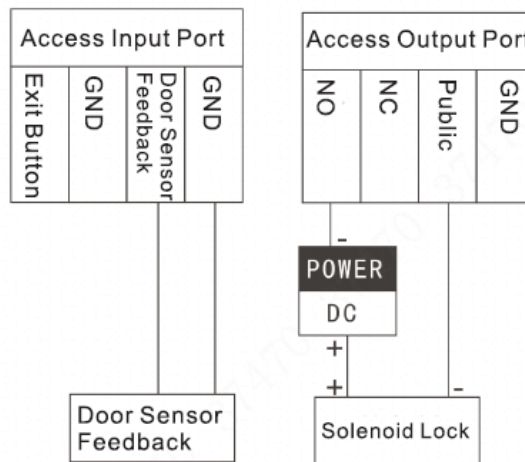 Access Input Port
Exit Button
GND
Door Sensor
Feedback
GND
Door Sensor
Feedback
Access Output Port
NO
NC
Public
GND
-
POWER
DC
+
+
-
Solenoid Lock